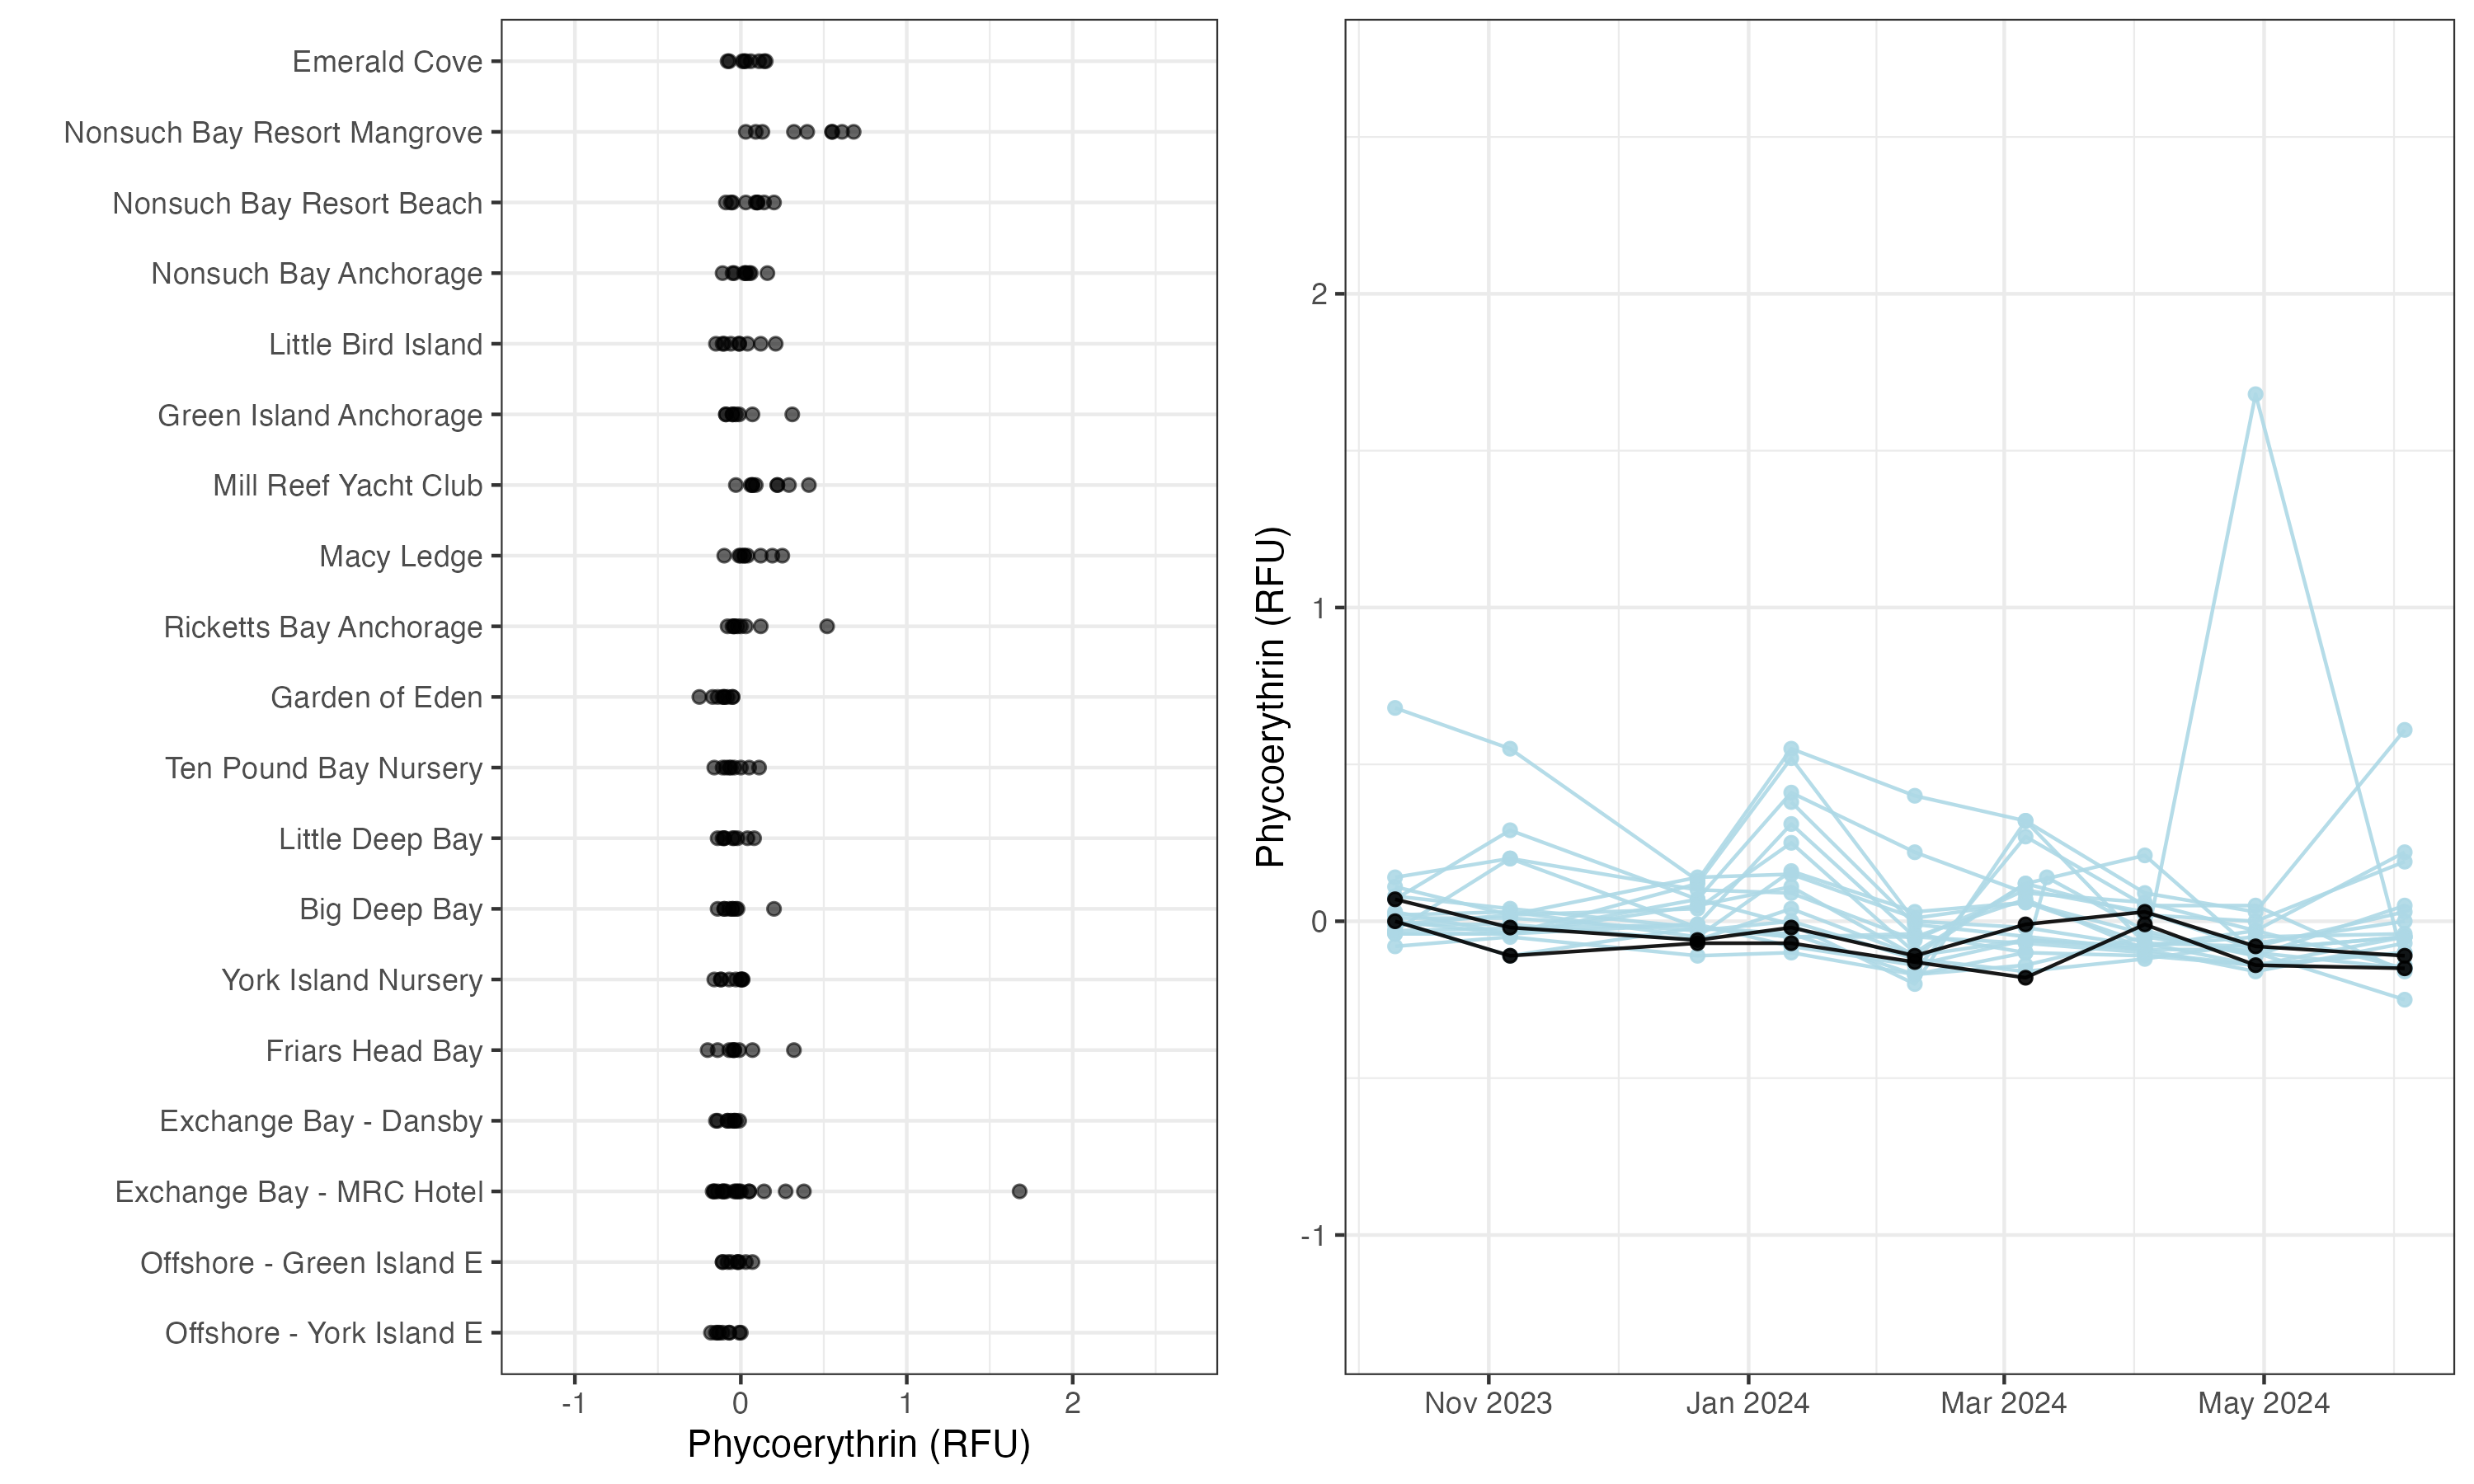 Emerald Cove
Nonsuch Bay Resort Mangrove
Nonsuch Bay Resort Beach
Nonsuch Bay Anchorage
Little Bird Island
Green Island Anchorage
Mill Reef Yacht Club
Macy Ledge
Ricketts Bay Anchorage
Garden of Eden
Ten Pound Bay Nursery
Little Deep Bay
Big Deep Bay
York Island Nursery
Friars Head Bay
Exchange Bay - Dansby
Exchange Bay - MRC Hotel
Offshore - Green Island E
Offshore - York Island E
-1 0 1 2
Phycoerythrin (RFU)
Phycoerythrin (RFU)
2
1
0
-1
Nov 2023 Jan 2024 Mar 2024 May 2024